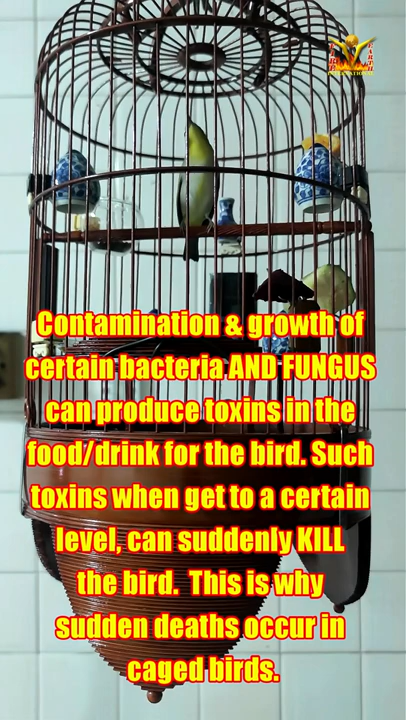 Contamination & growth of
certain bacteria AND FUNGUS
can produce toxins in the
food/drink for the bird. Such
toxins when get to a certain
level, can suddenly KILL
the bird. This is why
sudden deaths occur in
caged birds.